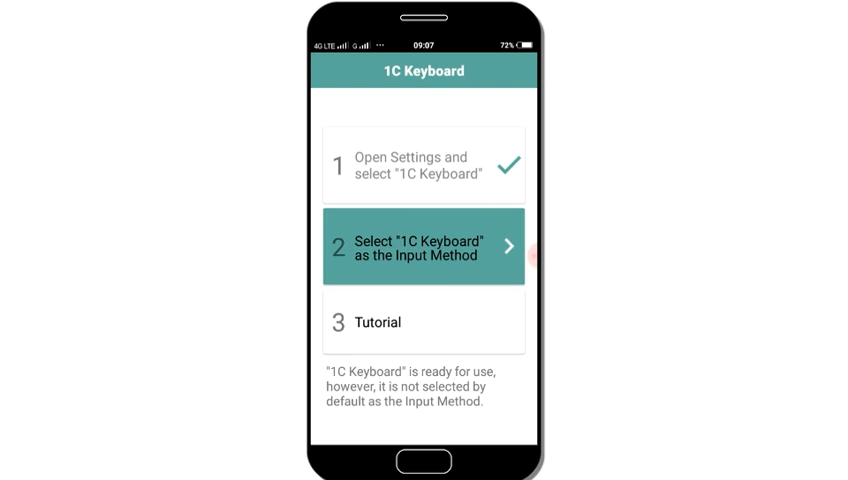 4G LTE G ... 09:07 72%
1C Keyboard
1 Open Settings and
select "1C Keyboard"
2 Select "1C Keyboard"
as the Input Method
3 Tutorial
"1C Keyboard" is ready for use,
however, it is not selected by
default as the Input Method.